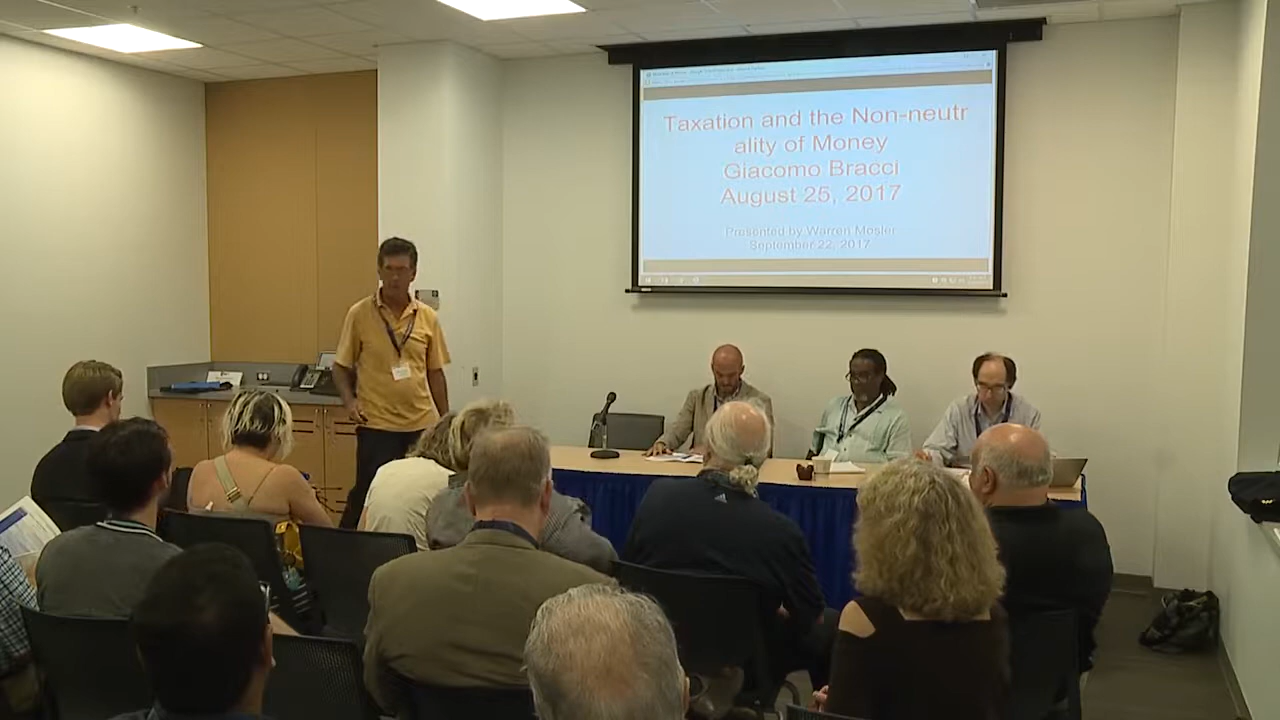 Taxation and the Non-neutr
ality of Money
Giacomo Bracci
August 25, 2017
Presented by Warren Mosler
September 22, 2017